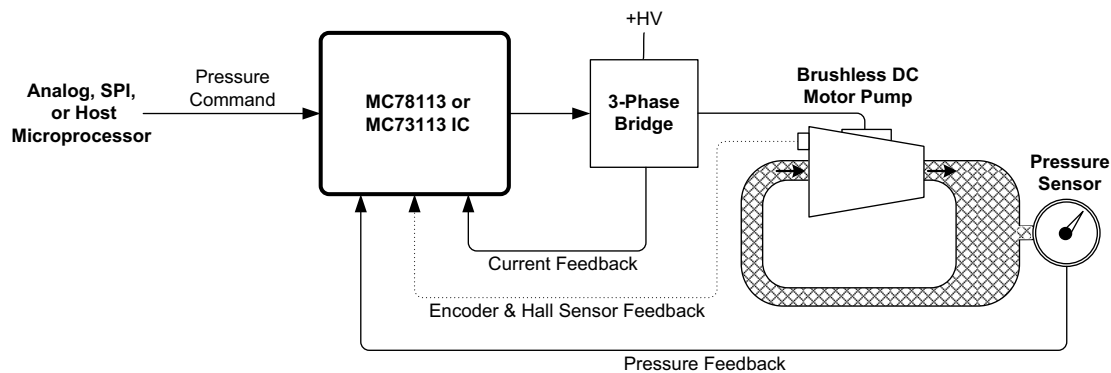 +HV
Analog, SPI,
or Host
Microprocessor
Pressure
Command
MC78113 or
MC73113 IC
3-Phase
Bridge
Brushless DC
Motor Pump
Pressure
Sensor
Current Feedback
Encoder & Hall Sensor Feedback
Pressure Feedback